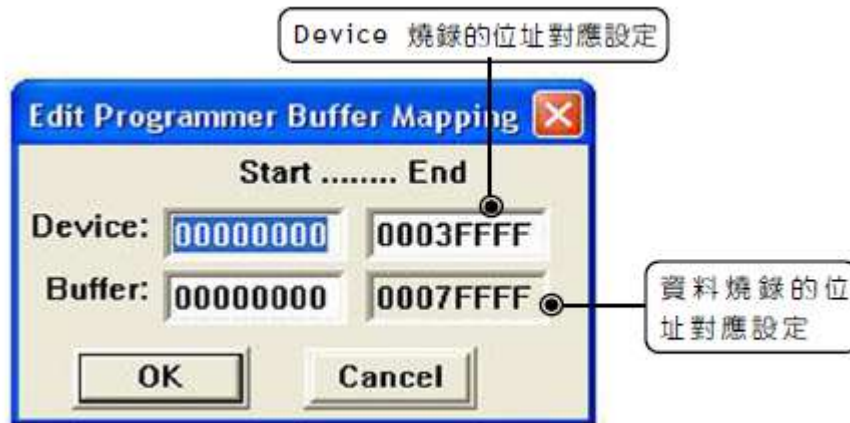 Device 燒錄的位址對應設定
Edit Programmer Buffer Mapping
Start ........ End
Device: 00000000 0003FFFF
Buffer: 00000000 0007FFFF
資料燒錄的位
址對應設定
OK Cancel